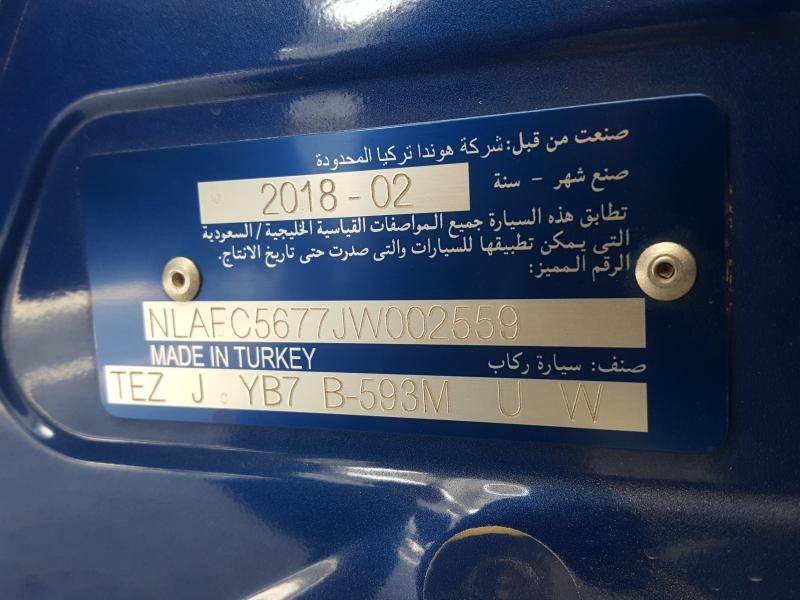 صنعت من قبل: شركة هوندا تركيا المحدودة
صنع شهر - سنة 2018-02
تطابق هذه السيارة جميع المواصفات القياسية الخليجية / السعودية
التى يمكن تطبيقها للسيارات والتى صدرت حتى تاريخ الانتاج.
الرقم المميز:
NLAFC5677JW002559
MADE IN TURKEY صنف: سيارة ركاب
TEZ J YB7 B-593M U W